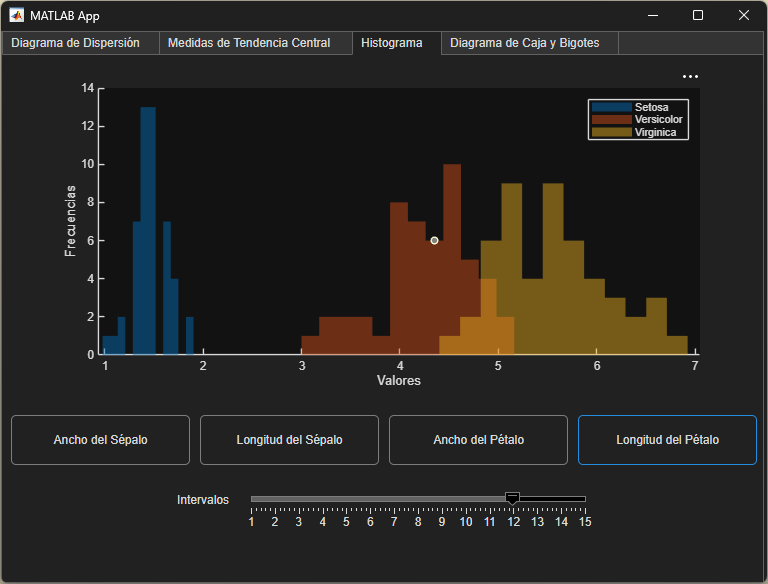 MATLAB App
Diagrama de Dispersión Medidas de Tendencia Central Histograma Diagrama de Caja y Bigotes
...
Setosa
Versicolor
Virginica
14
12
10
8
6
4
2
0
Frecuencias
1 2 3 4 5 6 7
Valores
Ancho del Sépalo Longitud del Sépalo Ancho del Pétalo Longitud del Pétalo
Intervalos
1 2 3 4 5 6 7 8 9 10 11 12 13 14 15